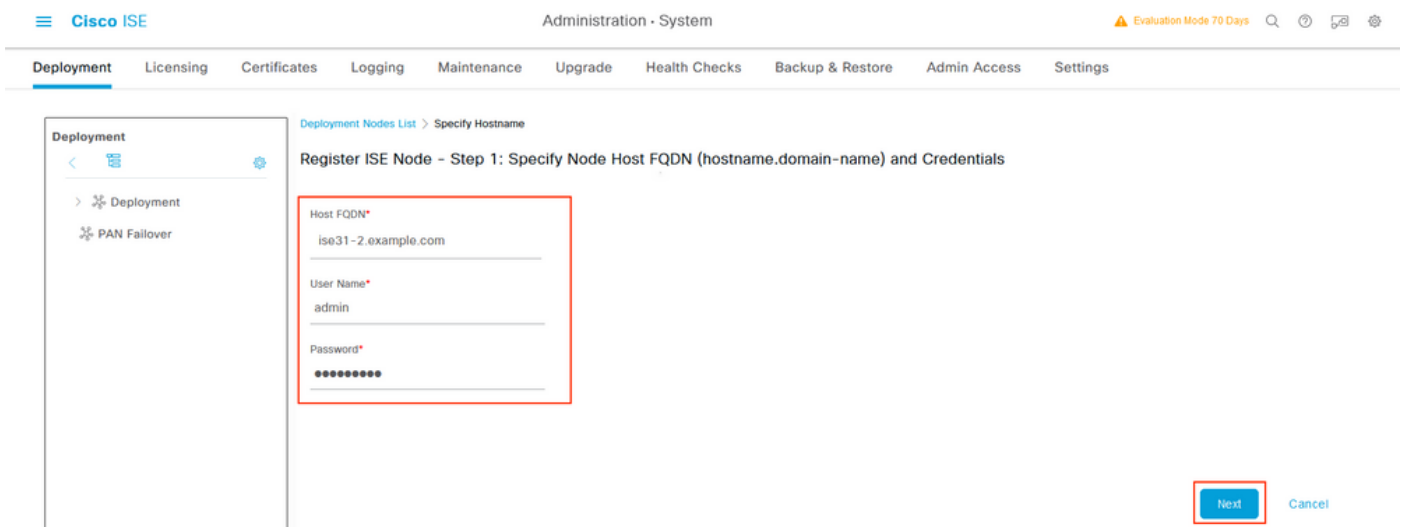 Cisco ISE
Administration · System
Evaluation Mode 70 Days
Deployment Licensing Certificates Logging Maintenance Upgrade Health Checks Backup & Restore Admin Access Settings
Deployment
Deployment
PAN Failover
Deployment Nodes List > Specify Hostname
Register ISE Node - Step 1: Specify Node Host FQDN (hostname.domain-name) and Credentials
Host FQDN*
ise31-2.example.com
User Name*
admin
Password*
•••••••••
Next Cancel